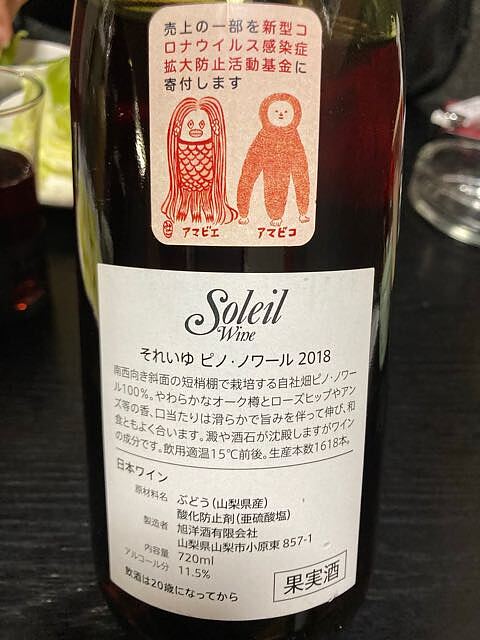 売上の一部を新型コ
ロナウイルス感染症
拡大防止活動基金に
寄付します
アマビエ
アマビコ
Soleil
Wine
それいゆ ピノ・ノワール 2018
南西向き斜面の短梢棚で栽培する自社畑ピノ・ノワー
ル100%。やわらかなオーク樽とローズヒップやアン
ズ等の香、口当たりは滑らかで旨みを伴って伸び、和
食ともよく合います。澱や酒石が沈殿しますがワイン
の成分です。飲用適温15℃前後。生産本数1618本。
日本ワイン
原材料名 ぶどう(山梨県産)
酸化防止剤(亜硫酸塩)
製造者 旭洋酒有限会社
山梨県山梨市小原東 857-1
内容量 720ml
アルコール分 11.5%
飲酒は20歳になってから
果実酒